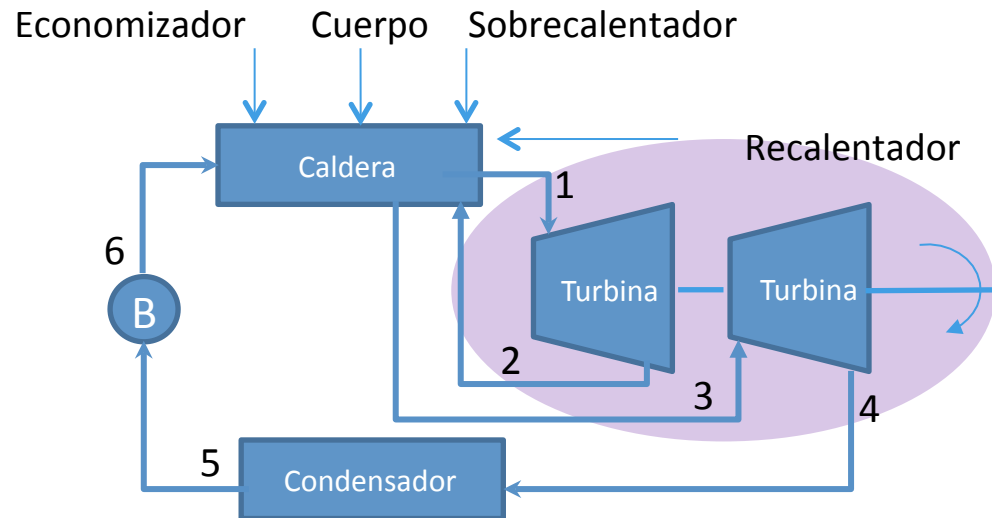 Economizador
Cuerpo
Sobrecalentador
Recalentador
Caldera
1
6
Turbina
Turbina
B
2
3
4
5
Condensador